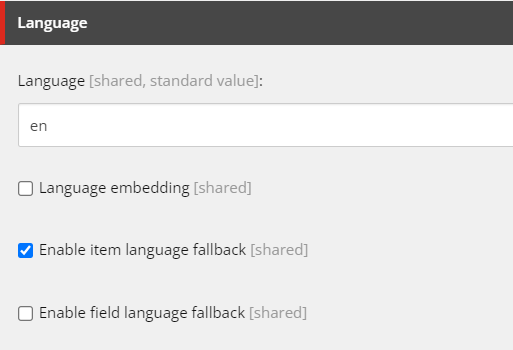 Language
Language [shared, standard value]:
en
Language embedding [shared]
Enable item language fallback [shared]
Enable field language fallback [shared]